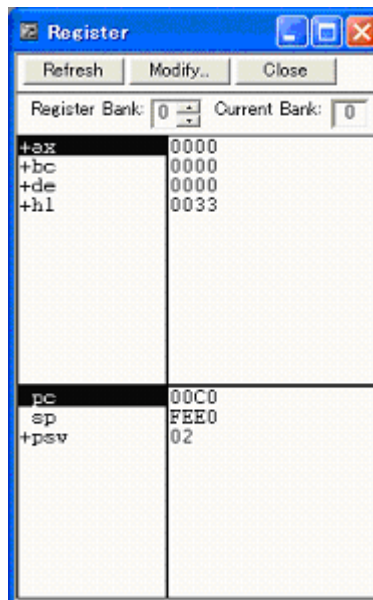 Register
Refresh Modify.. Close
Register Bank: 0 Current Bank: 0
+ax 0000
+bc 0000
+de 0000
+hl 0033
pc 00C0
sp FEE0
+psw 02